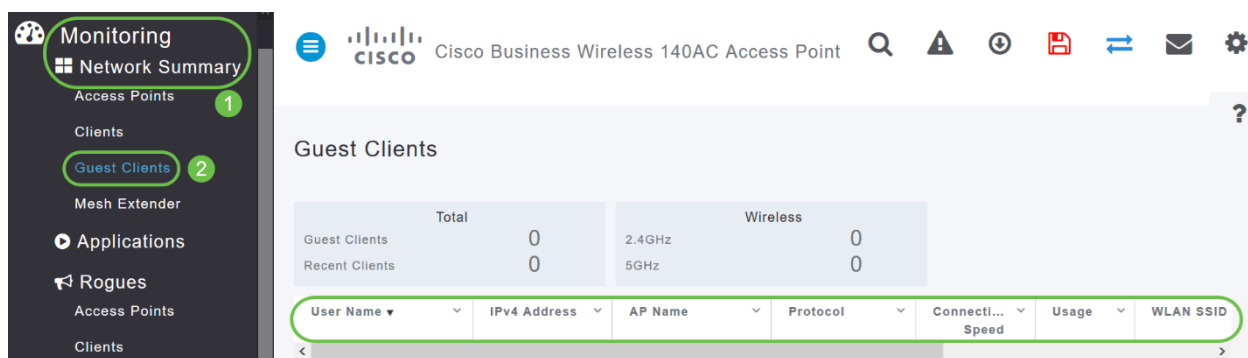 Monitoring
Network Summary
Access Points
1
Clients
Guest Clients 2
Mesh Extender
Applications
Rogues
Access Points
Clients
CISCO Cisco Business Wireless 140AC Access Point
?
Guest Clients
Total
Guest Clients 0
Recent Clients 0
Wireless
2.4GHz 0
5GHz 0
User Name IPv4 Address AP Name Protocol Connecti... Speed Usage WLAN SSID